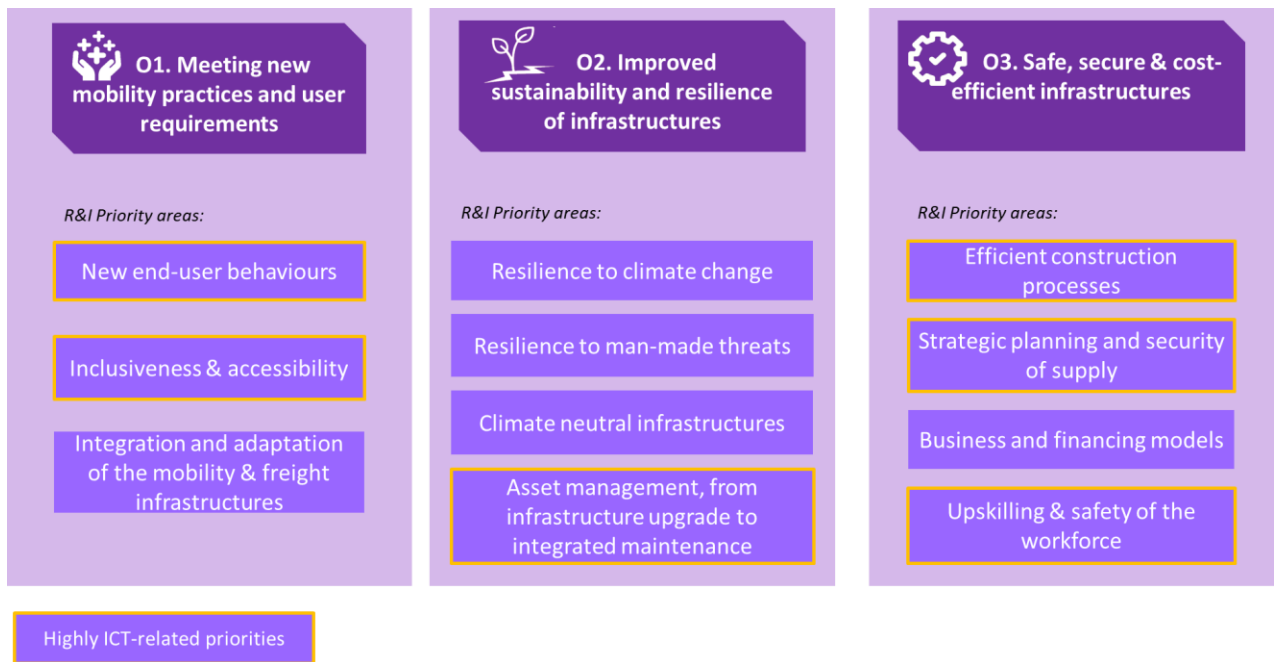 O1. Meeting new
mobility practices and user
requirements
R&I Priority areas:
New end-user behaviours
Inclusiveness & accessibility
Integration and adaptation
of the mobility & freight
infrastructures
O2. Improved
sustainability and resilience
of infrastructures
R&I Priority areas:
Resilience to climate change
Resilience to man-made threats
Climate neutral infrastructures
Asset management, from
infrastructure upgrade to
integrated maintenance
O3. Safe, secure & cost-
efficient infrastructures
R&I Priority areas:
Efficient construction
processes
Strategic planning and security
of supply
Business and financing models
Upskilling & safety of the
workforce
Highly ICT-related priorities